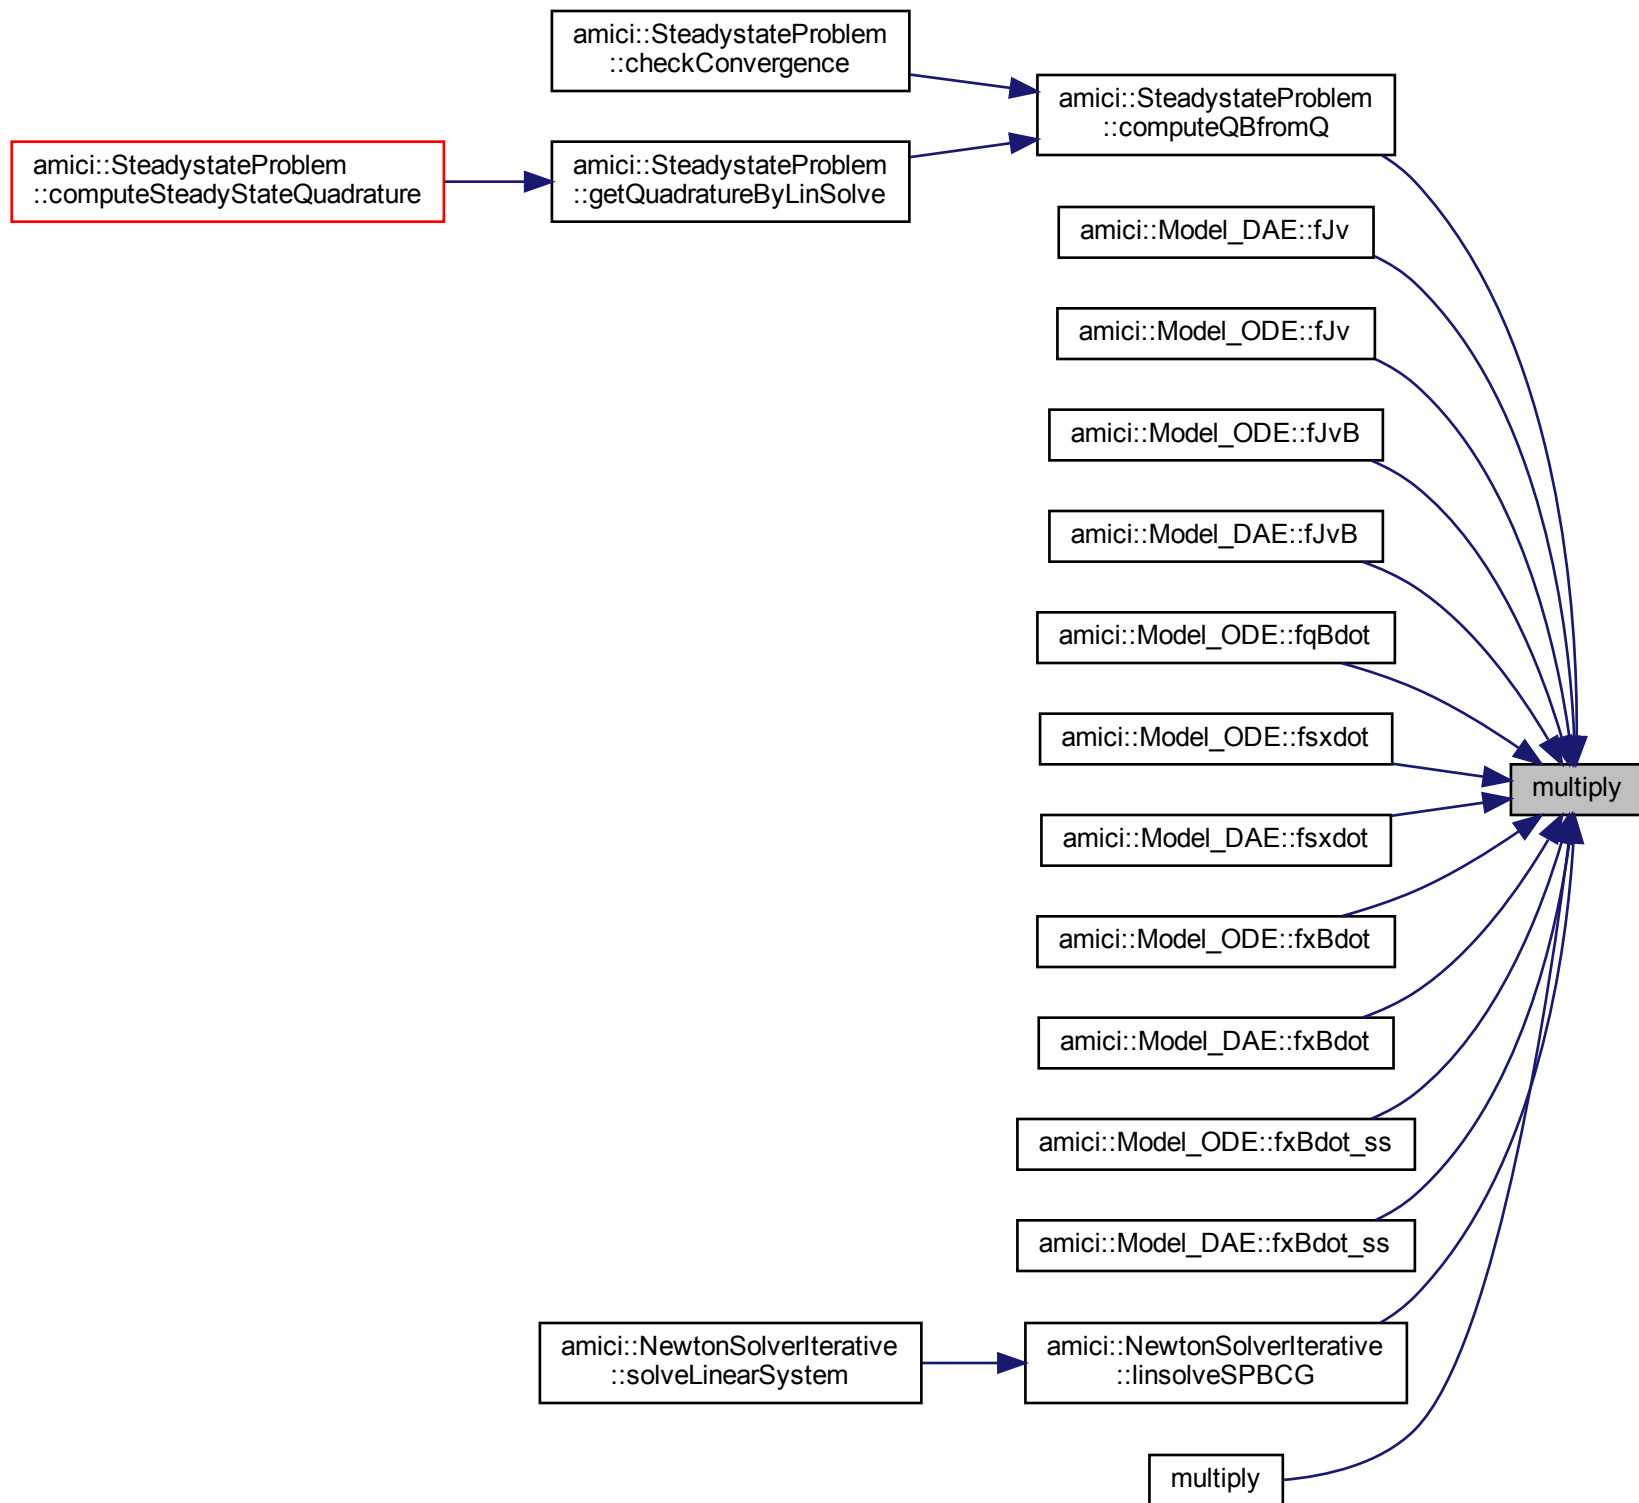 amici::SteadystateProblem
::checkConvergence
amici::SteadystateProblem
::computeQBfromQ
amici::SteadystateProblem
::computeSteadyStateQuadrature
amici::SteadystateProblem
::getQuadratureByLinSolve
amici::Model_DAE::fJv
amici::Model_ODE::fJv
amici::Model_ODE::fJvB
amici::Model_DAE::fJvB
amici::Model_ODE::fqBdot
amici::Model_ODE::fsxdot
multiply
amici::Model_DAE::fsxdot
amici::Model_ODE::fxBdot
amici::Model_DAE::fxBdot
amici::Model_ODE::fxBdot_ss
amici::Model_DAE::fxBdot_ss
amici::NewtonSolverIterative
::solveLinearSystem
amici::NewtonSolverIterative
::linsolveSPBCG
multiply